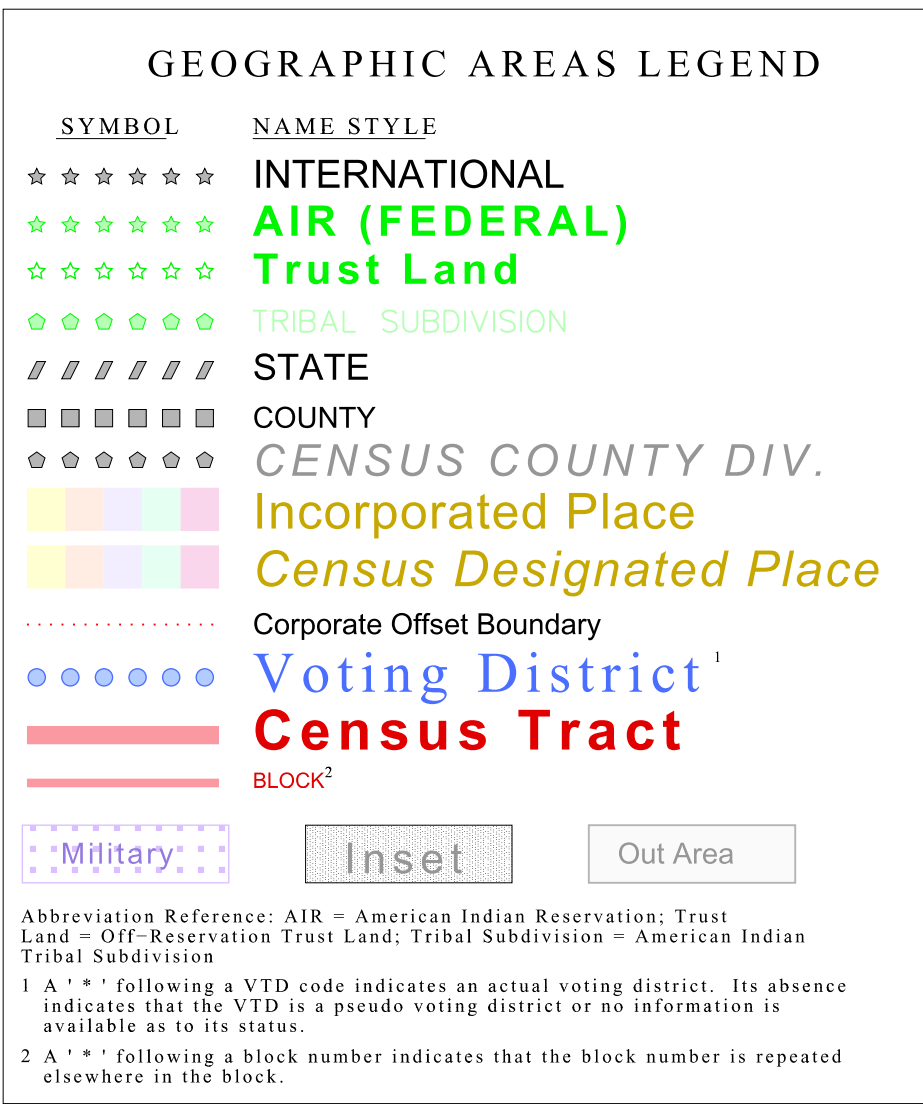 GEOGRAPHIC AREAS LEGEND
SYMBOL NAME STYLE
INTERNATIONAL
AIR (FEDERAL)
Trust Land
TRIBAL SUBDIVISION
STATE
COUNTY
CENSUS COUNTY DIV.
Incorporated Place
Census Designated Place
Corporate Offset Boundary
Voting District 1
Census Tract
BLOCK2
Military Inset Out Area
Abbreviation Reference: AIR = American Indian Reservation; Trust
Land = Off-Reservation Trust Land; Tribal Subdivision = American Indian
Tribal Subdivision
1 A ' * ' following a VTD code indicates an actual voting district. Its absence
indicates that the VTD is a pseudo voting district or no information is
available as to its status.
2 A ' * ' following a block number indicates that the block number is repeated
elsewhere in the block.